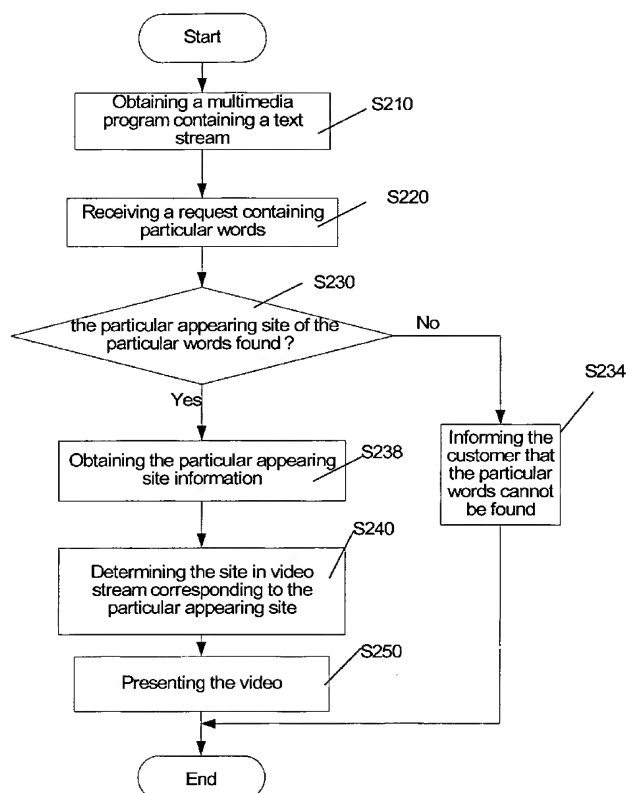 Start
Obtaining a multimedia
program containing a text
stream
S210
Receiving a request containing
particular words
S220
S230
the particular appearing site of the
particular words found ?
No
Yes
S234
Informing the
customer that
the particular
words cannot
be found
Obtaining the particular appearing
site information
S238
S240
Determining the site in video
stream corresponding to the
particular appearing site
S250
Presenting the video
End